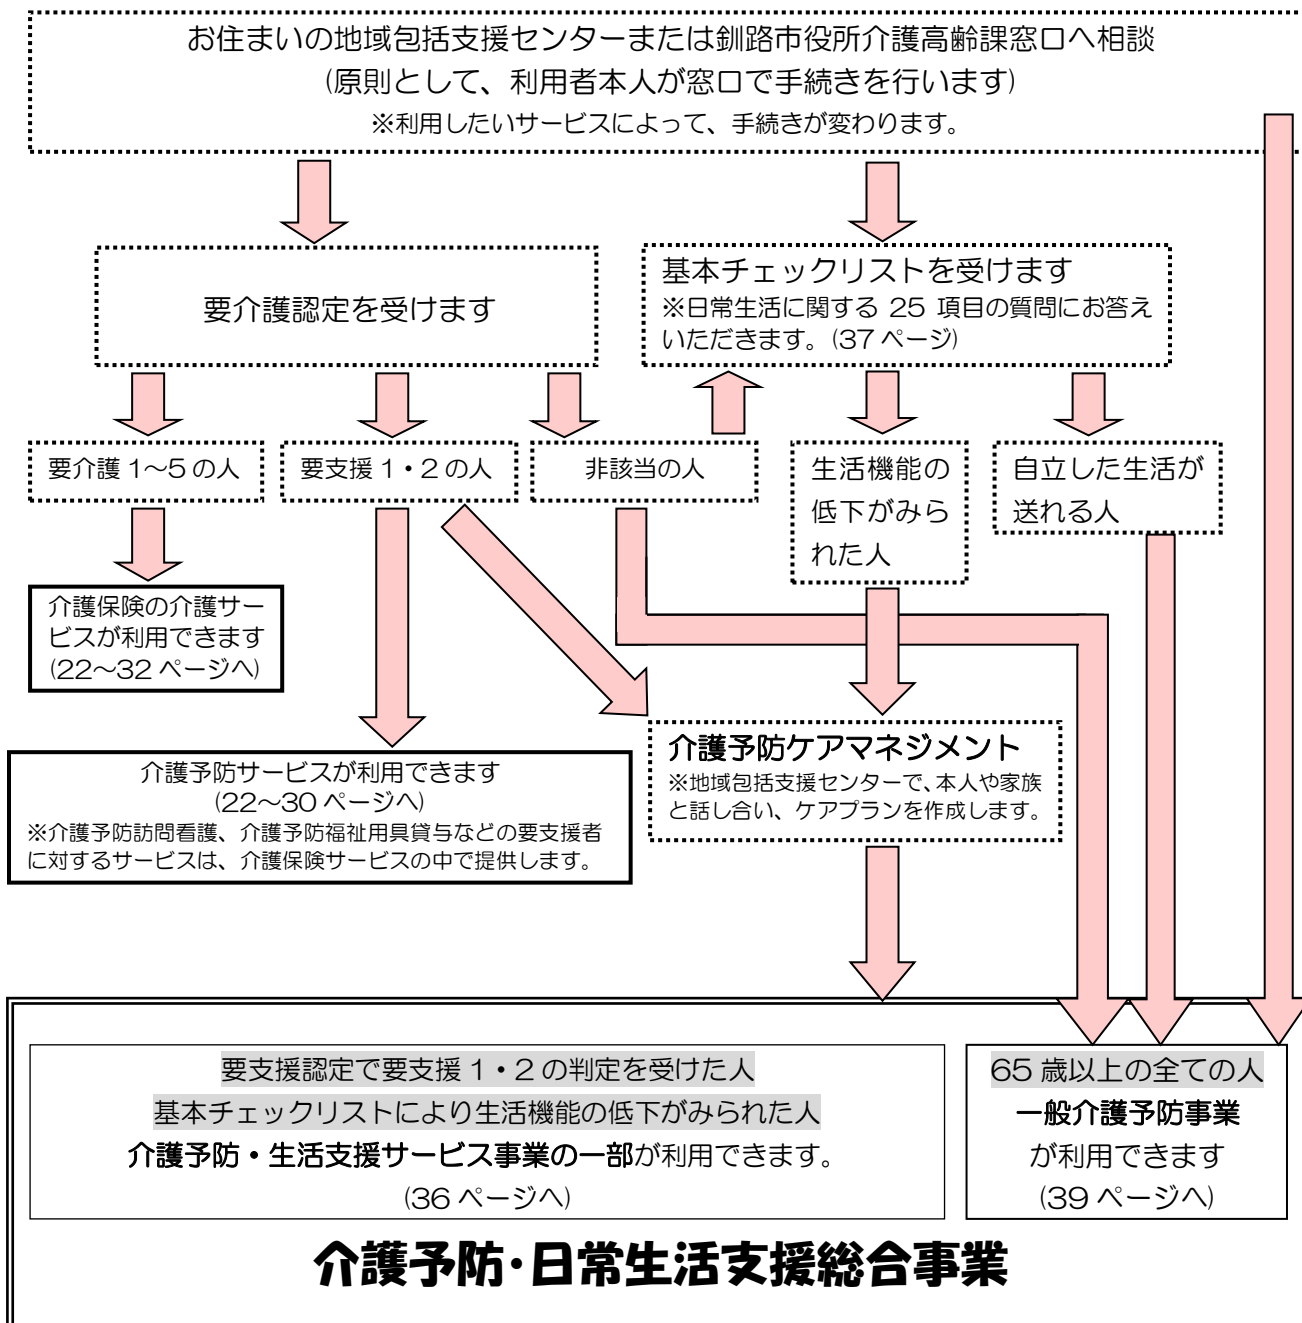 お住まいの地域包括支援センターまたは釧路市役所介護高齢課窓口へ相談
(原則として、利用者本人が窓口で手続きを行います)
※利用したいサービスによって、手続きが変わります。
要介護認定を受けます
基本チェックリストを受けます
※日常生活に関する 25 項目の質問にお答え
いただきます。(37 ページ)
要介護 1～5 の人
要支援 1・2 の人
非該当の人
生活機能の
低下がみら
れた人
自立した生活が
送れる人
介護保険の介護サー
ビスが利用できます
(22～32 ページへ)
介護予防サービスが利用できます
(22～30 ページへ)
※介護予防訪問看護、介護予防福祉用具貸与などの要支援者
に対するサービスは、介護保険サービスの中で提供します。
介護予防ケアマネジメント
※地域包括支援センターで、本人や家族
と話し合い、ケアプランを作成します。
要支援認定で要支援 1・2 の判定を受けた人
基本チェックリストにより生活機能の低下がみられた人
介護予防・生活支援サービス事業の一部が利用できます。
(36 ページへ)
65 歳以上の全ての人
一般介護予防事業
が利用できます
(39 ページへ)
介護予防・日常生活支援総合事業